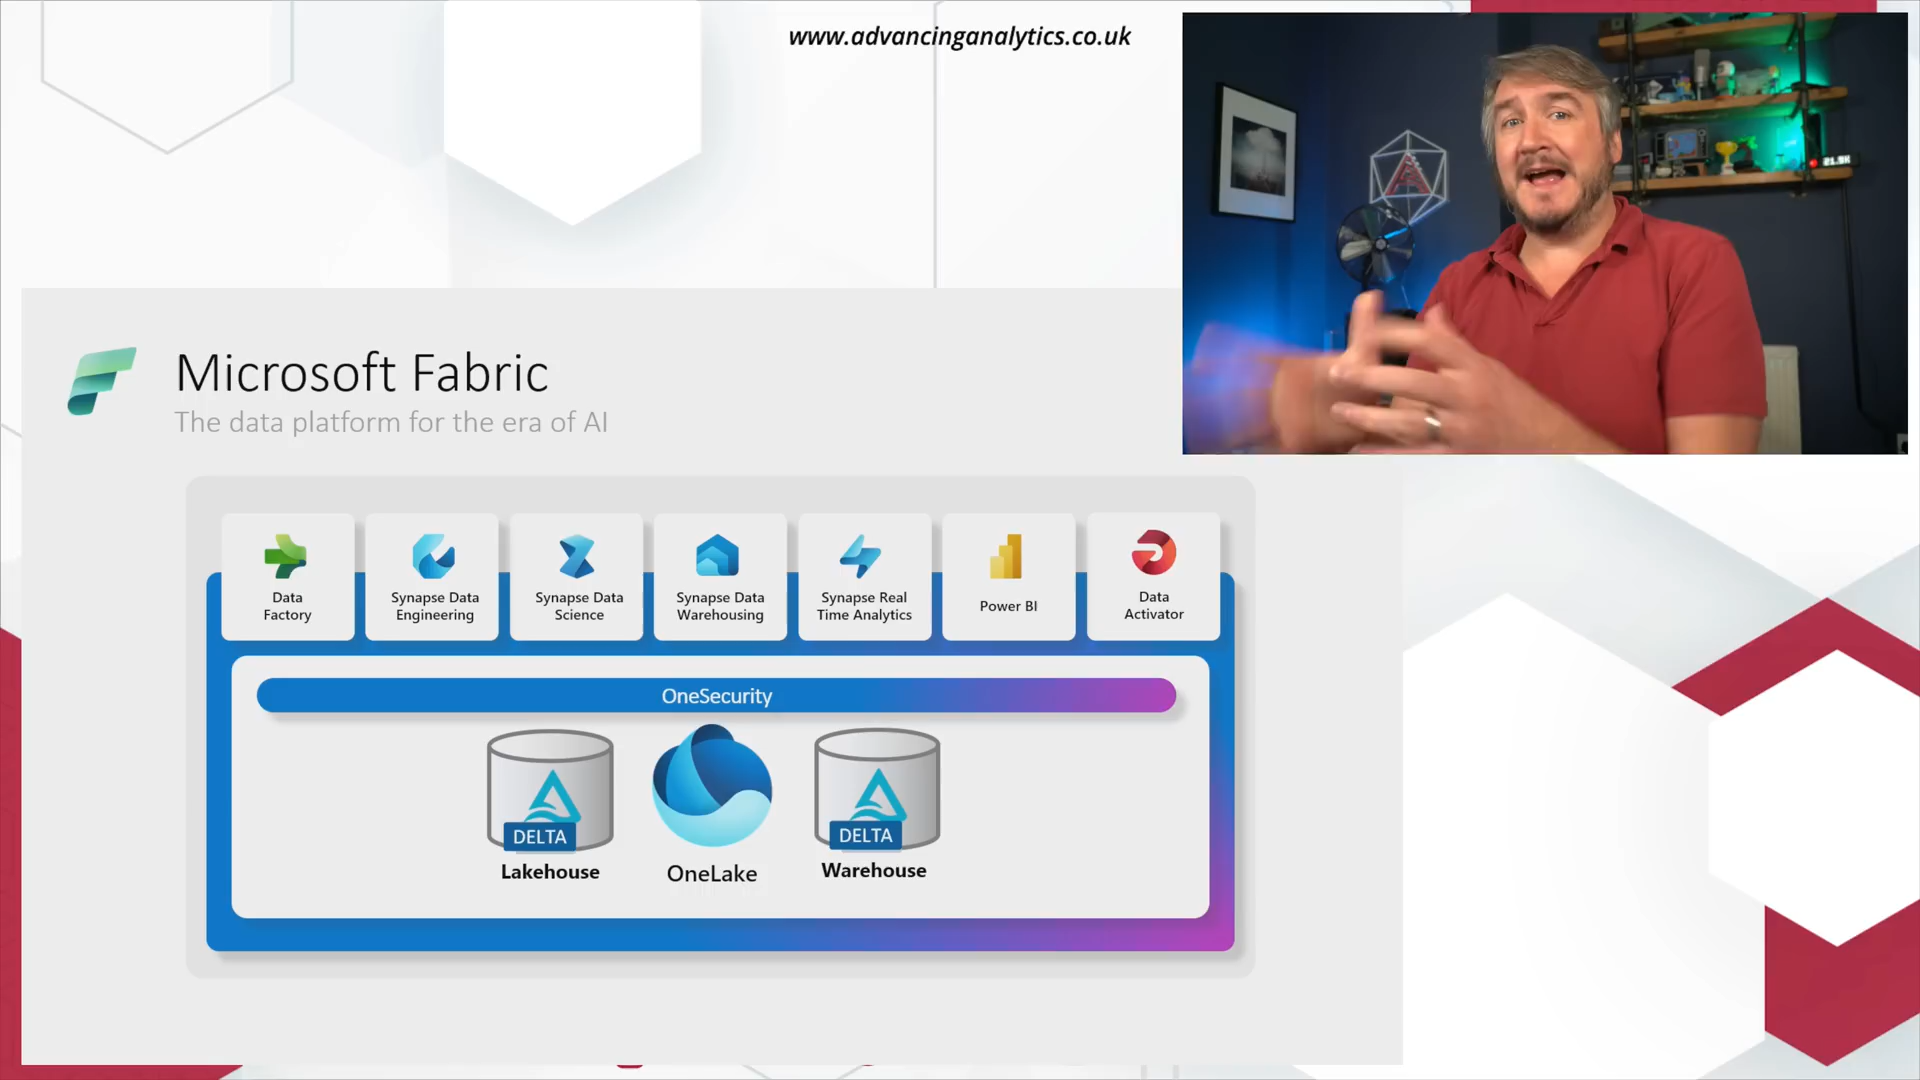 www.advancinganalytics.co.uk
21.9K
Microsoft Fabric
The data platform for the era of AI
Data
Factory
Synapse Data
Engineering
Synapse Data
Science
Synapse Data
Warehousing
Synapse Real
Time Analytics
Power BI
Data
Activator
OneSecurity
DELTA
Lakehouse
OneLake
DELTA
Warehouse